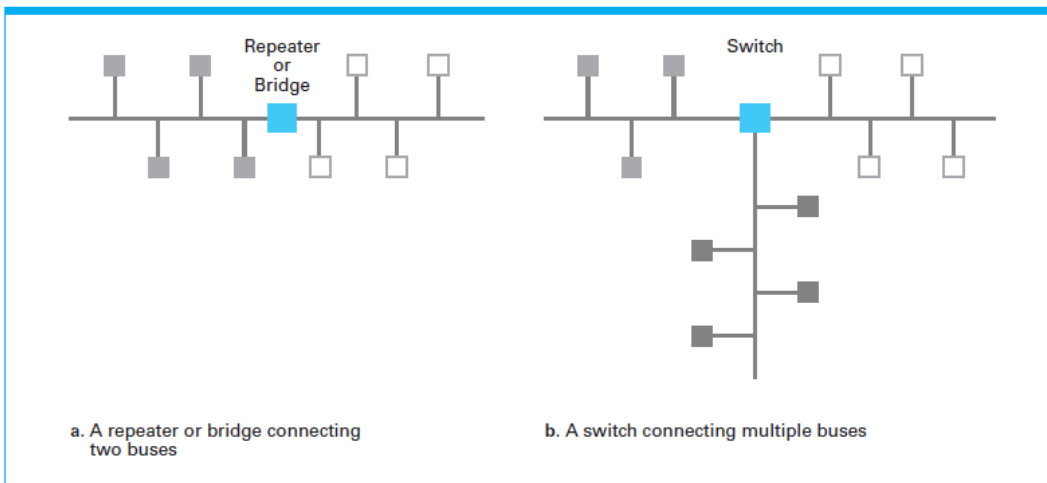 Repeater
or
Bridge
Switch
a. A repeater or bridge connecting
two buses
b. A switch connecting multiple buses